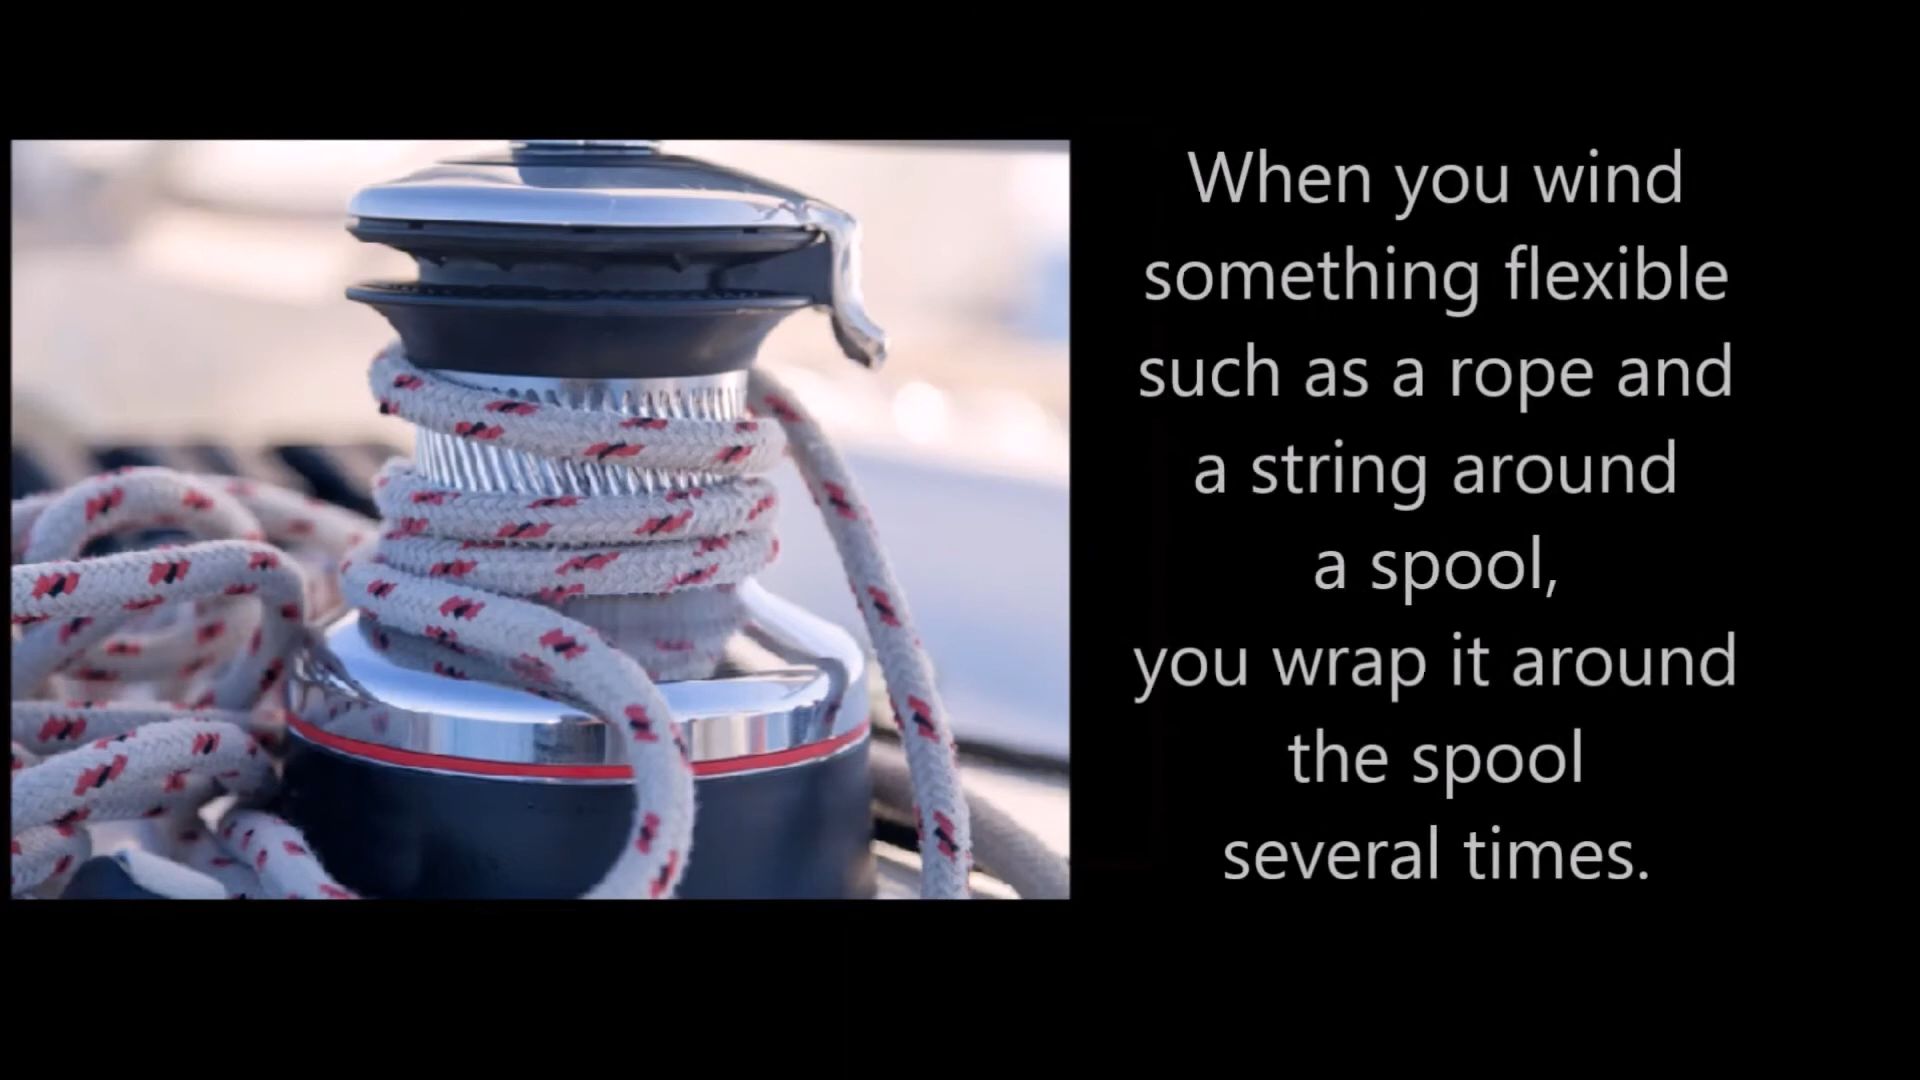 When you wind
something flexible
such as a rope and
a string around
a spool,
you wrap it around
the spool
several times.